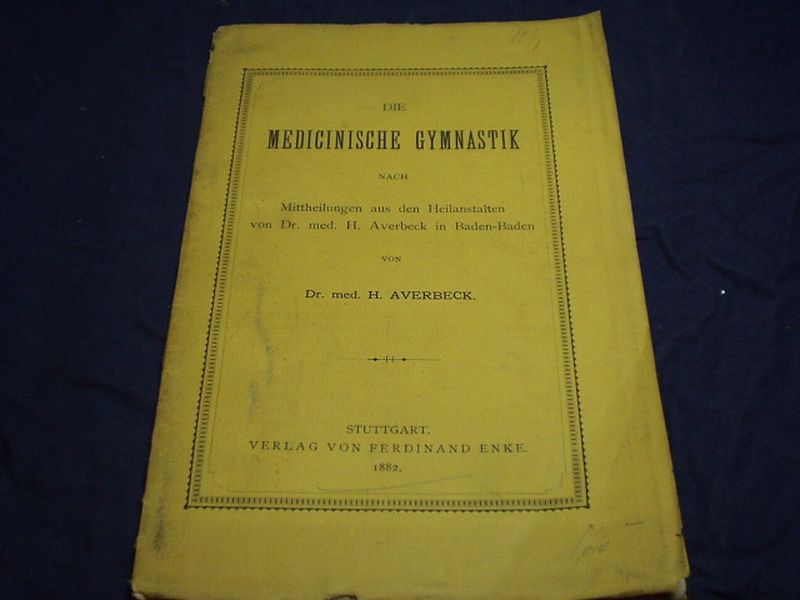 DIE
MEDICINISCHE GYMNASTIK
NACH
Mittheilungen aus den Heilanstalten
von Dr. med. H. Averbeck in Baden-Baden
VON
Dr. med. H. AVERBECK.
STUTTGART.
VERLAG VON FERDINAND ENKE.
1882.